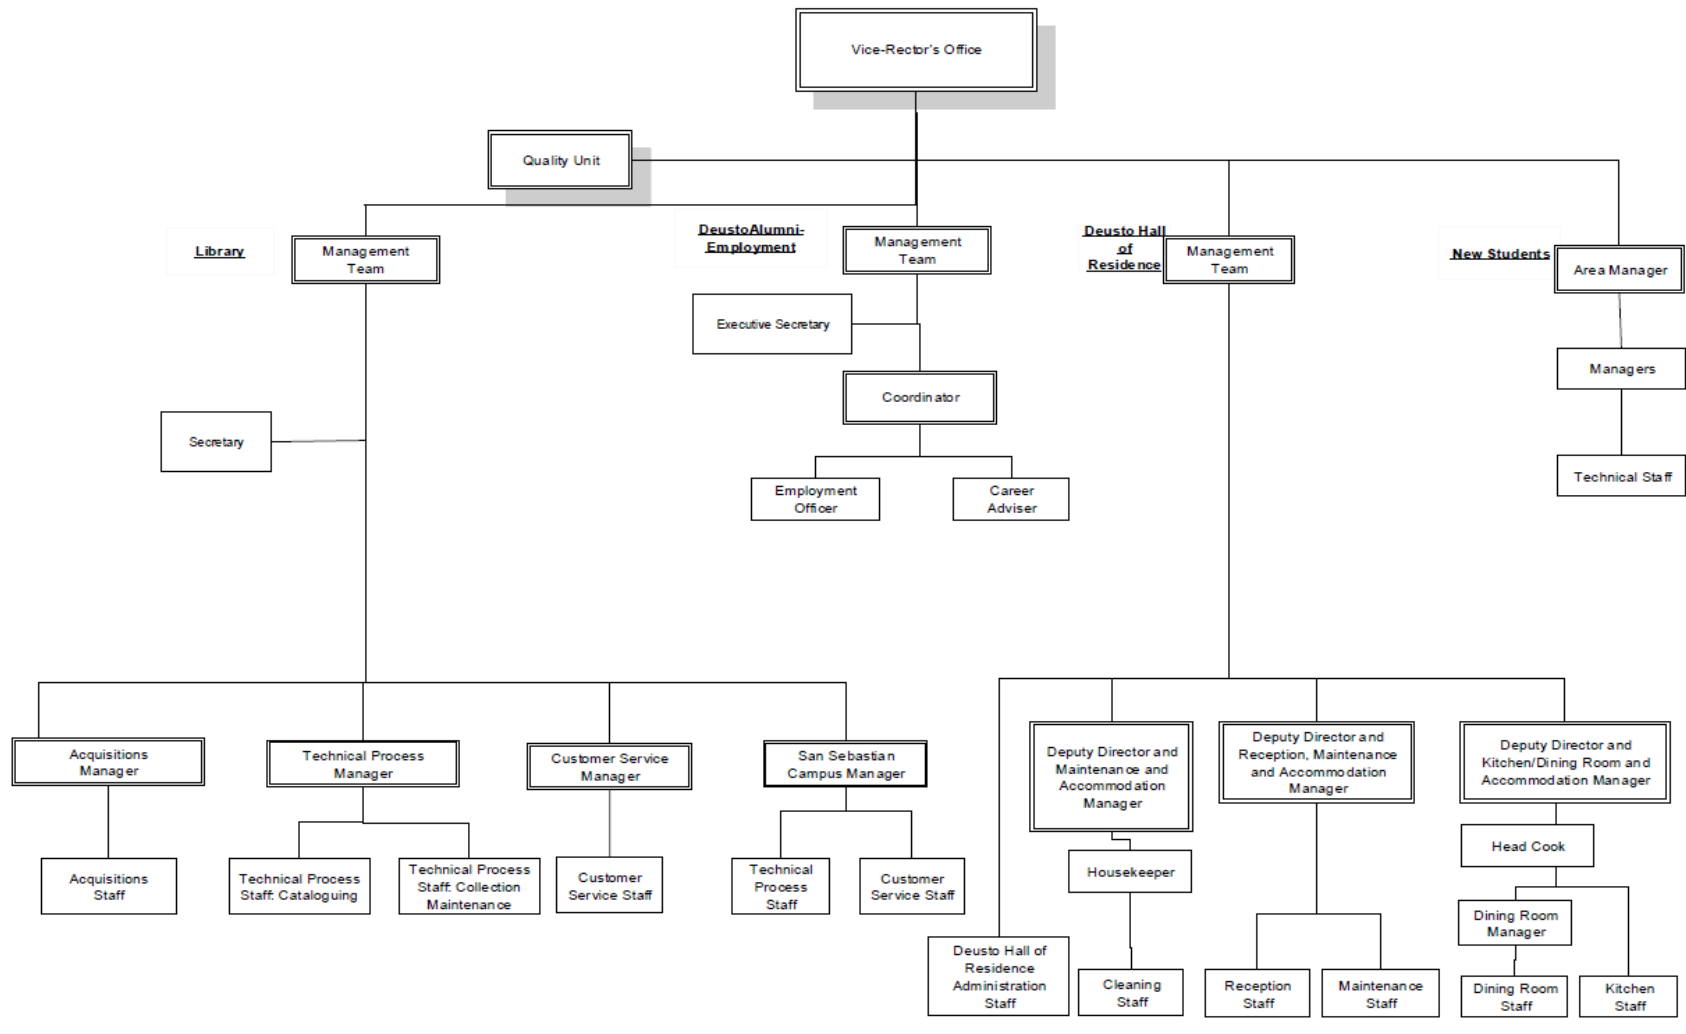 Vice-Rector's Office
Quality Unit
Library
Management
Team
DeustoAlumni-
Employment
Management
Team
Deusto Hall
of
Residence
Management
Team
New Students
Area Manager
Executive Secretary
Managers
Coordinator
Secretary
Technical Staff
Employment
Officer
Career
Adviser
Acquisitions
Manager
Technical Process
Manager
Customer Service
Manager
San Sebastian
Campus Manager
Deputy Director and
Maintenance and
Accommodation
Manager
Deputy Director and
Reception, Maintenance
and Accommodation
Manager
Deputy Director and
Kitchen/Dining Room and
Accommodation Manager
Acquisitions
Staff
Technical Process
Staff: Cataloguing
Technical Process
Staff: Collection
Maintenance
Customer
Service Staff
Technical
Process
Staff
Customer
Service Staff
Housekeeper
Head Cook
Dining Room
Manager
Deusto Hall of
Residence
Administration
Staff
Cleaning
Staff
Reception
Staff
Maintenance
Staff
Dining Room
Staff
Kitchen
Staff